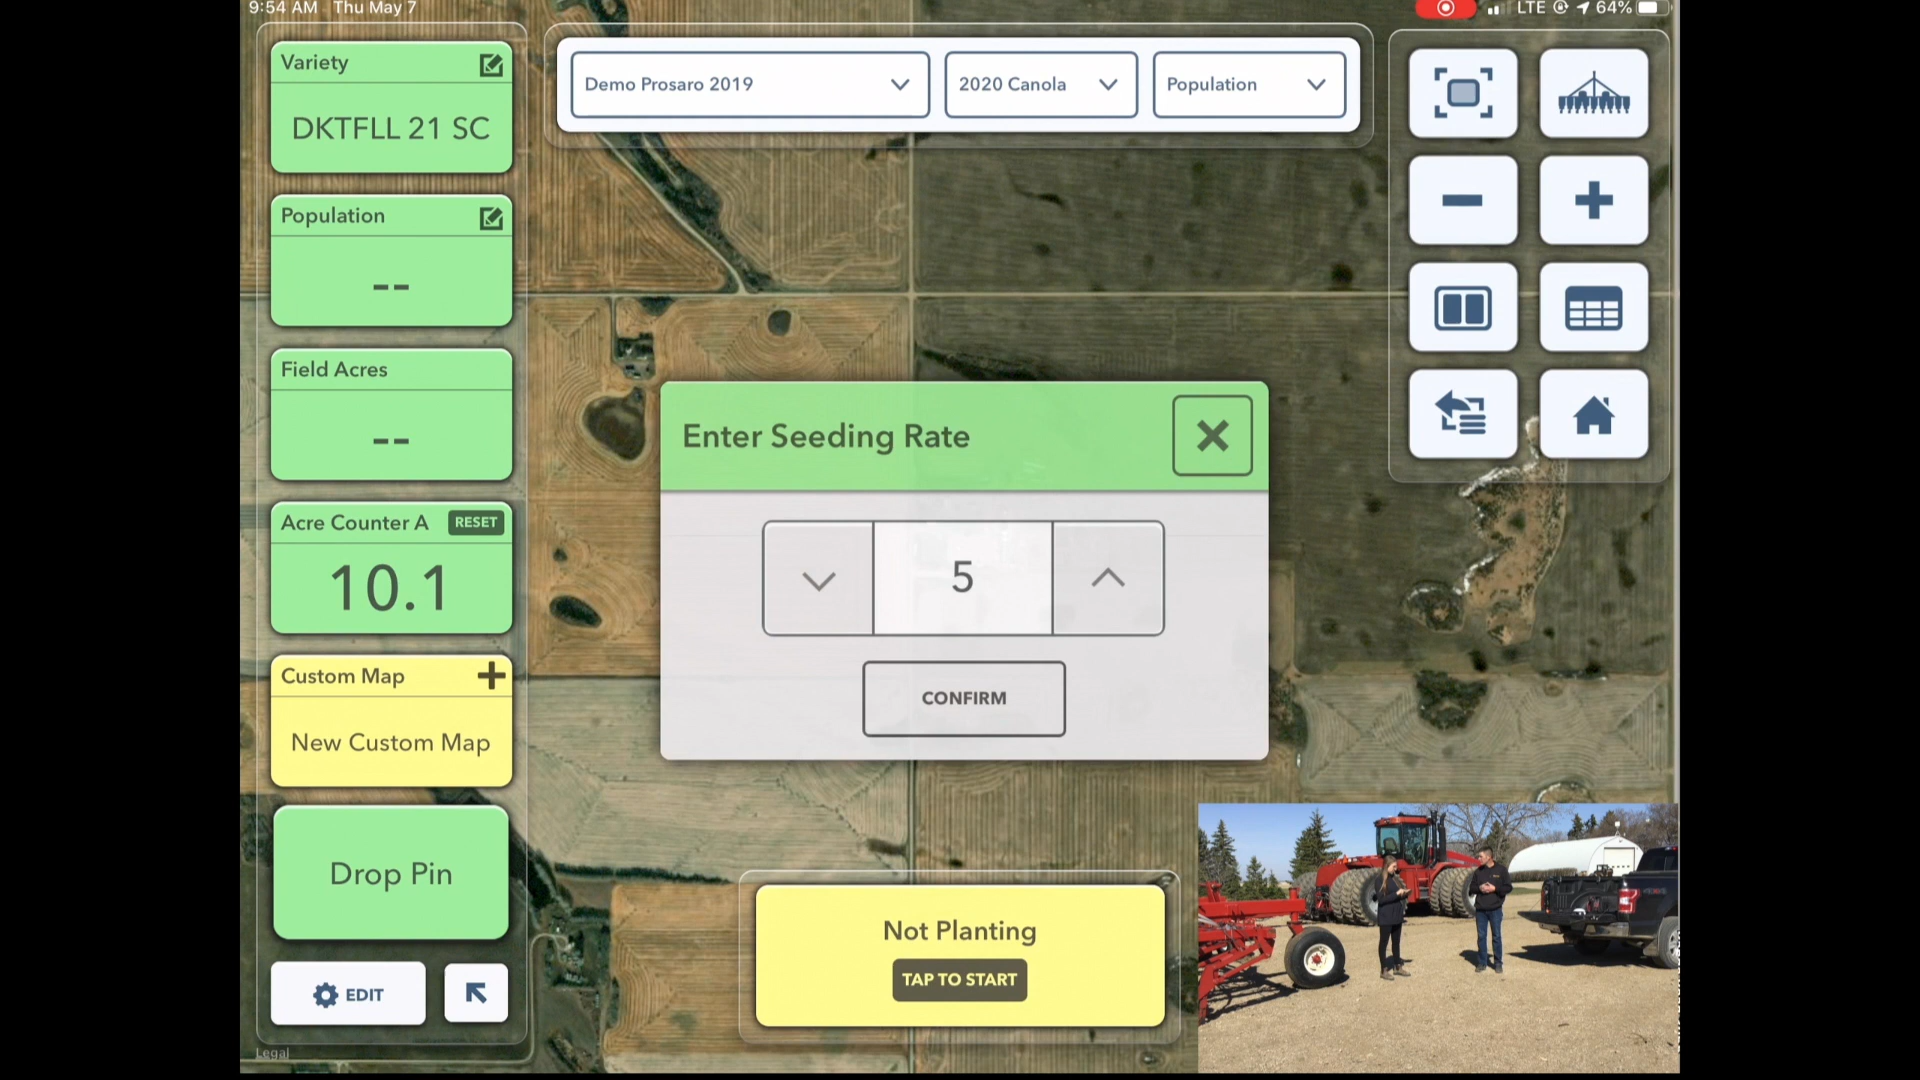 9:54 AM Thu May 7
LTE 64%
Variety
DKTFLL 21 SC
Population
--
Field Acres
--
Acre Counter A RESET
10.1
Custom Map
New Custom Map
Drop Pin
EDIT
Legal
Demo Prosaro 2019
2020 Canola
Population
Enter Seeding Rate
5
CONFIRM
Not Planting
TAP TO START